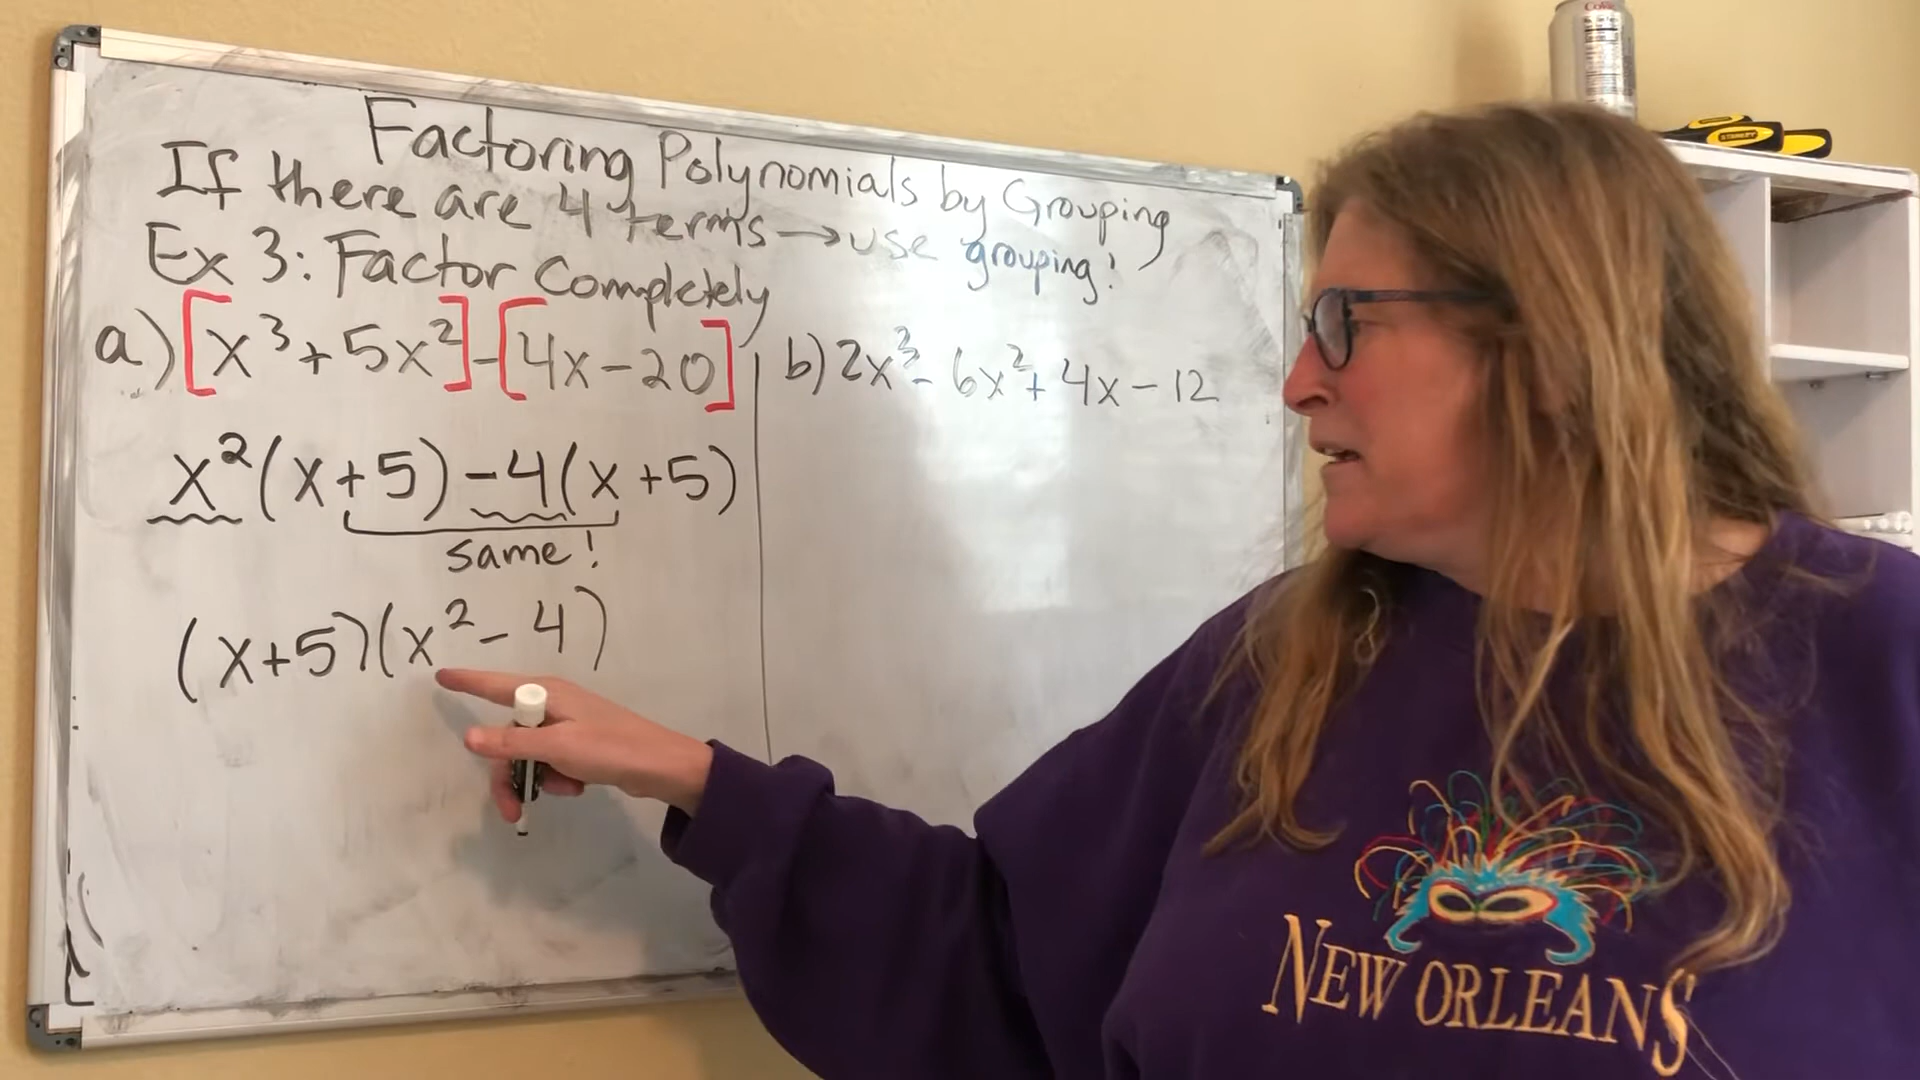 Factoring Polynomials by Grouping
If there are 4 terms → use grouping!
Ex 3: Factor Completely
a) [x³ + 5x²] - [4x - 20]
x²(x + 5) - 4(x + 5)
same!
(x + 5)(x² - 4)
b) 2x³ - 6x² + 4x - 12
NEW ORLEANS
STANLEY